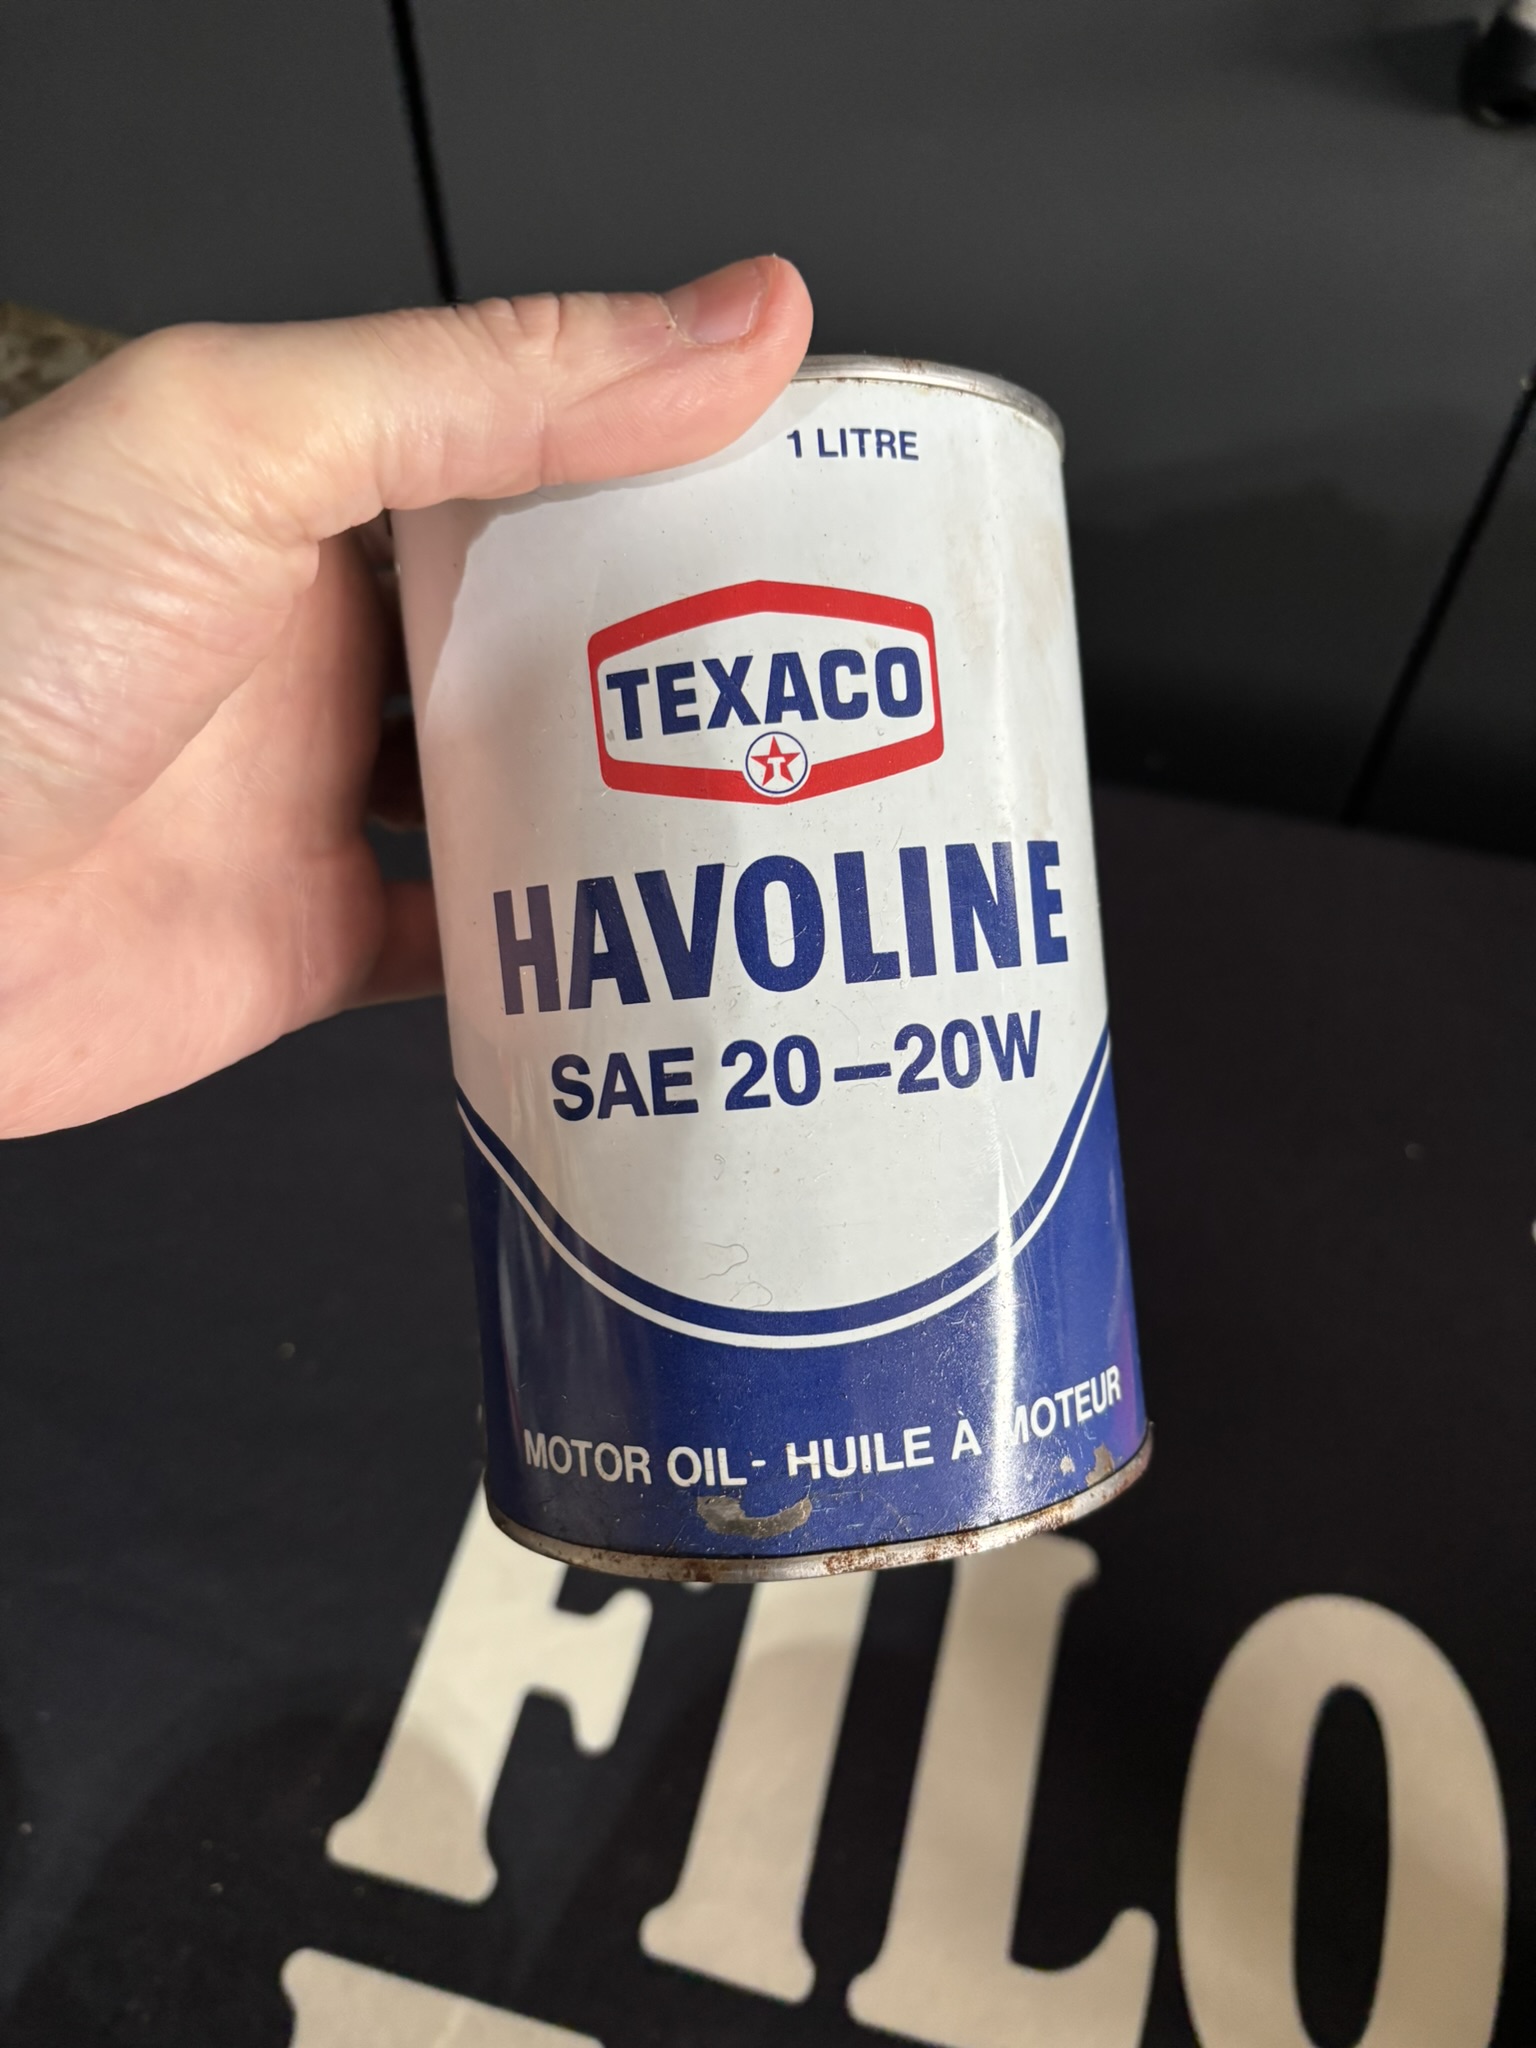 1 LITRE
TEXACO
T
HAVOLINE
SAE 20-20W
MOTOR OIL- HUILE A MOTEUR
FILO